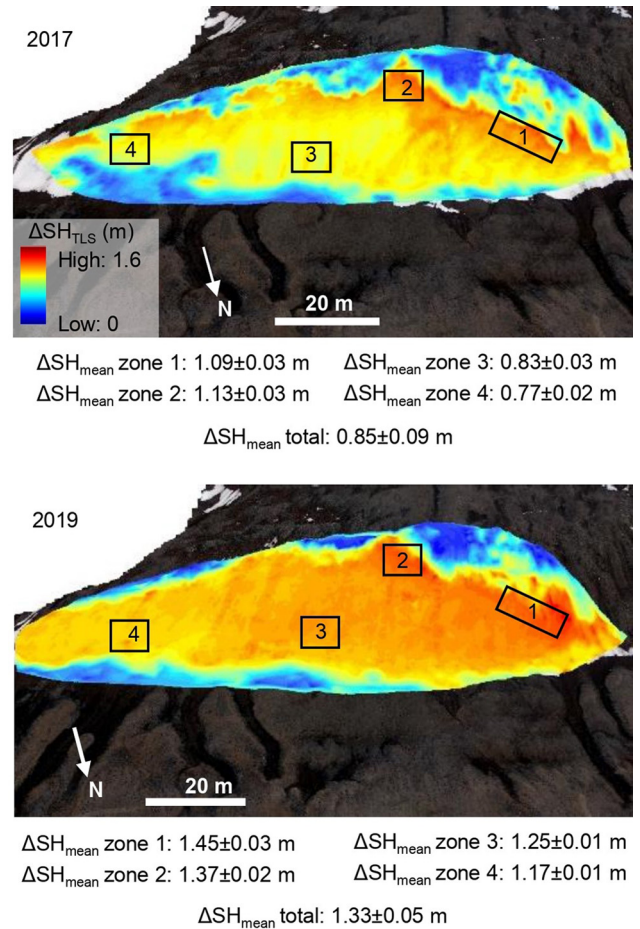 2017
2
1
3
4
ΔSH_TLS (m)
High: 1.6
Low: 0
N
20 m
ΔSH_mean zone 1: 1.09±0.03 m ΔSH_mean zone 3: 0.83±0.03 m
ΔSH_mean zone 2: 1.13±0.03 m ΔSH_mean zone 4: 0.77±0.02 m
ΔSH_mean total: 0.85±0.09 m
2019
2
1
3
4
N
20 m
ΔSH_mean zone 1: 1.45±0.03 m ΔSH_mean zone 3: 1.25±0.01 m
ΔSH_mean zone 2: 1.37±0.02 m ΔSH_mean zone 4: 1.17±0.01 m
ΔSH_mean total: 1.33±0.05 m